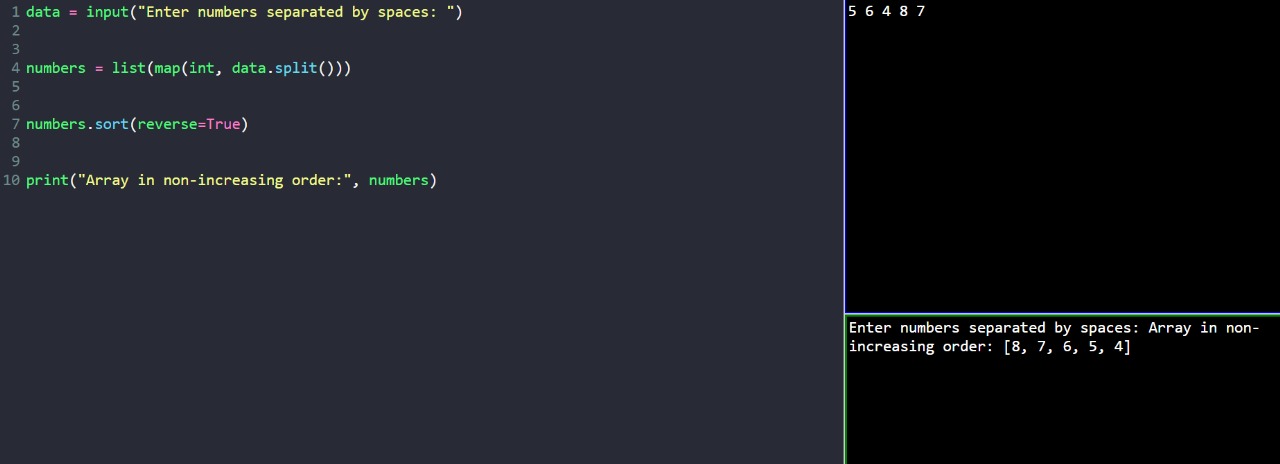 1 data = input("Enter numbers separated by spaces: ")
2
3
4 numbers = list(map(int, data.split()))
5
6
7 numbers.sort(reverse=True)
8
9
10 print("Array in non-increasing order:", numbers)
5 6 4 8 7
Enter numbers separated by spaces: Array in non-
increasing order: [8, 7, 6, 5, 4]